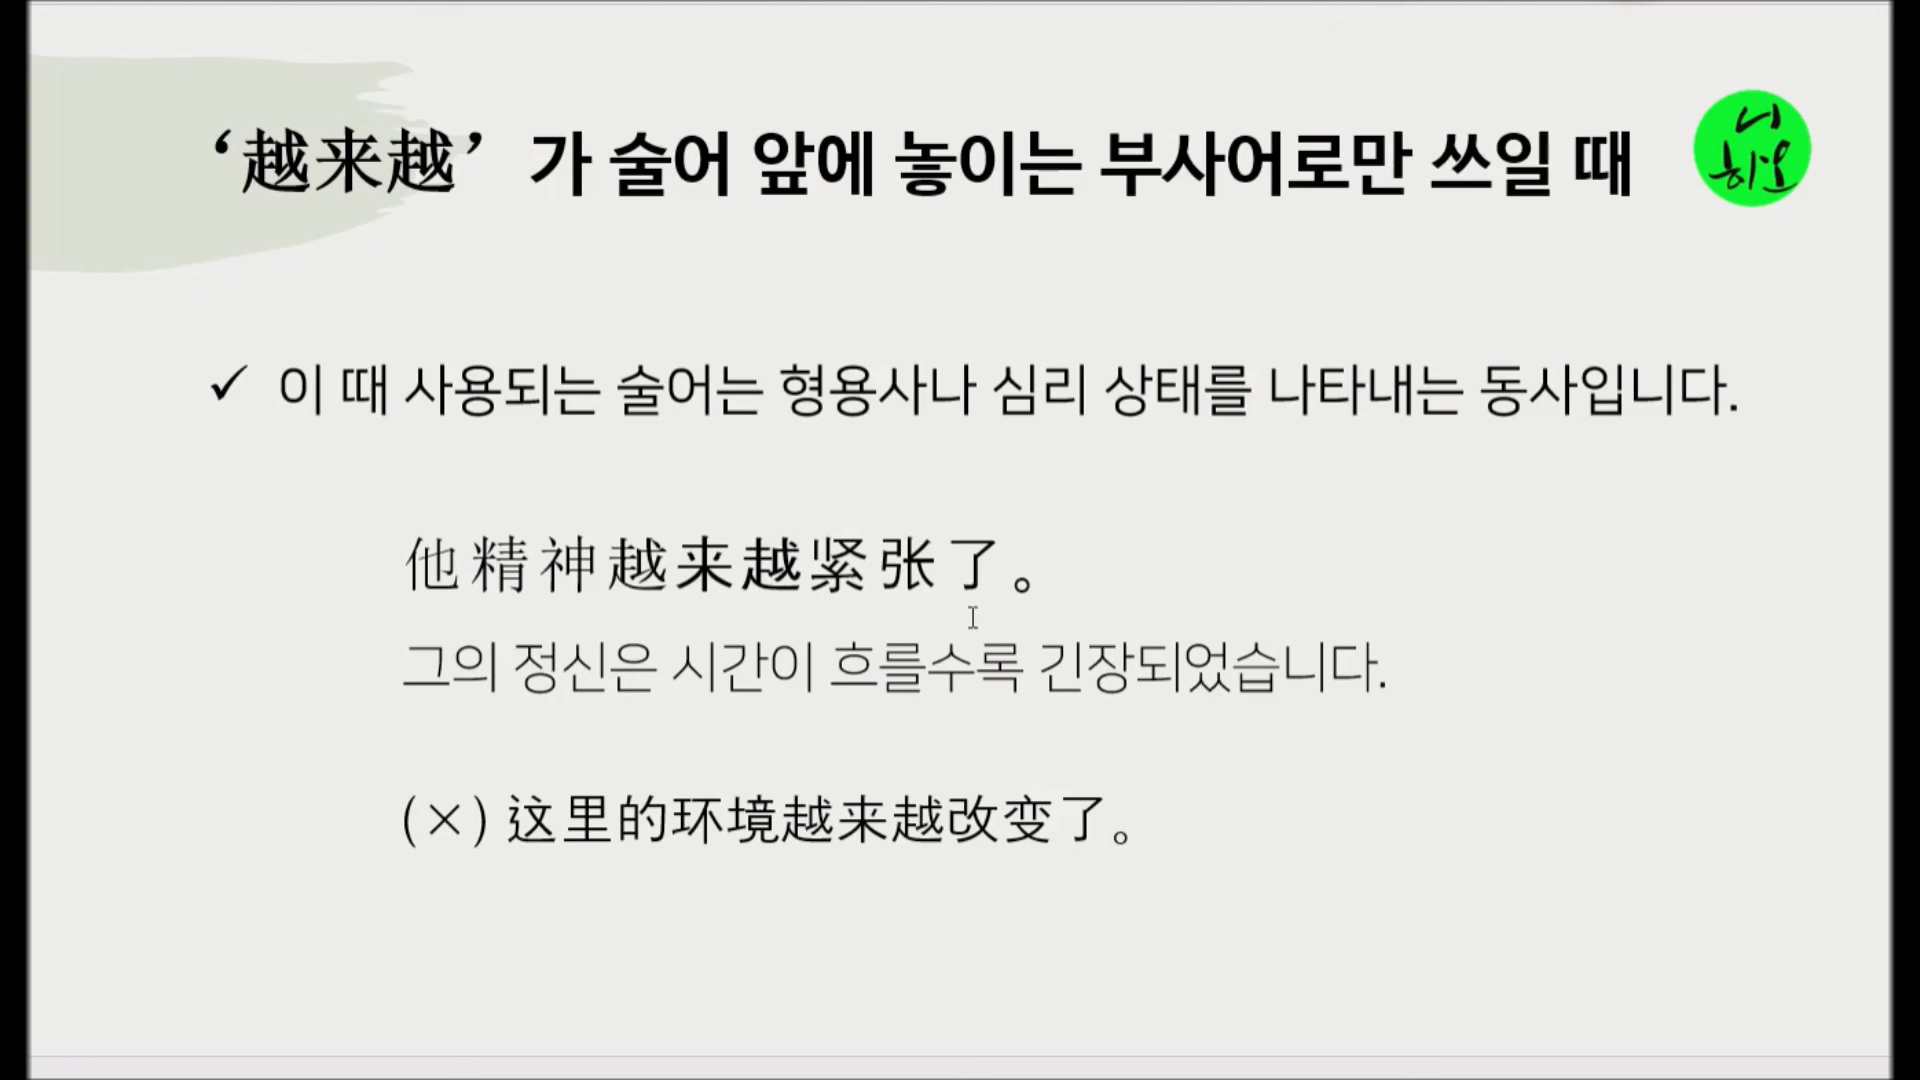 ‘越来越’ 가 술어 앞에 놓이는 부사어로만 쓰일 때
니
하오
✓ 이 때 사용되는 술어는 형용사나 심리 상태를 나타내는 동사입니다.
他精神越来越紧张了。
그의 정신은 시간이 흐를수록 긴장되었습니다.
(×) 这里的环境越来越改变了。